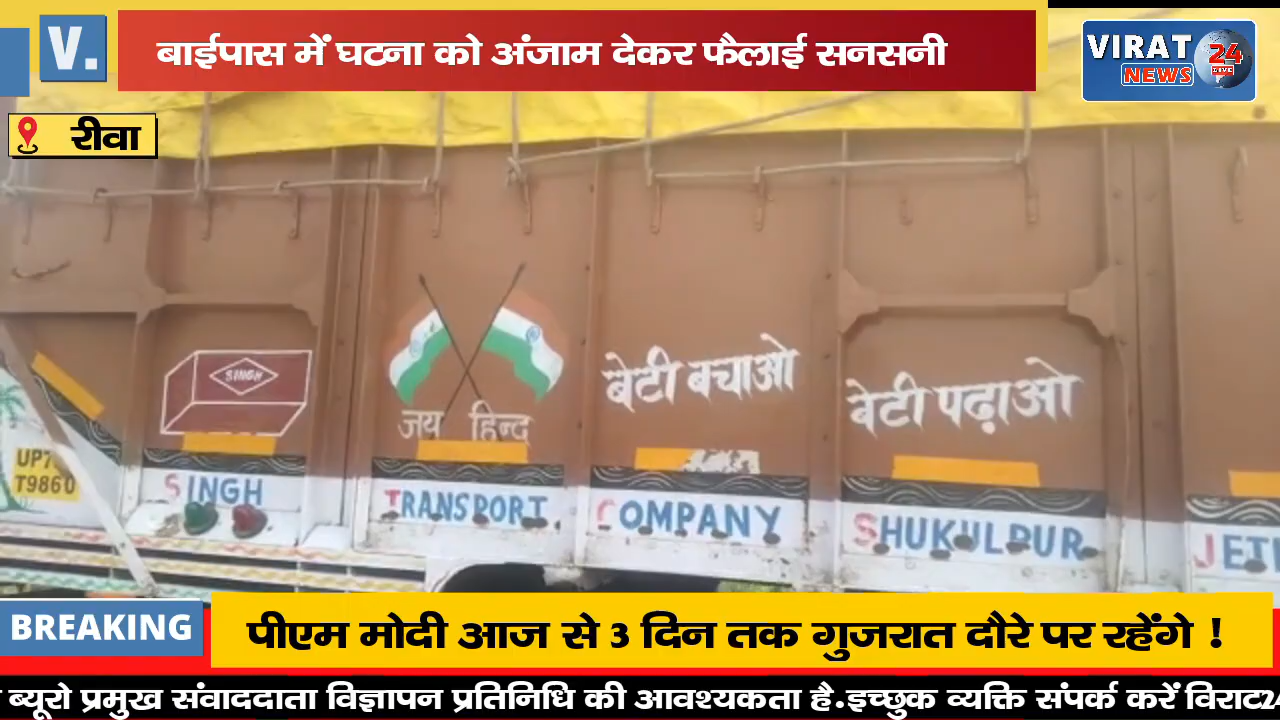 V.
बाईपास में घटना को अंजाम देकर फैलाई सनसनी
VIRAT 24
NEWS LIVE
रीवा
SINGH
जय हिन्द
बेटी बचाओ
बेटी पढ़ाओ
T9860
SINGH TRANSPORT COMPANY SHUKULPUR
BREAKING
पीएम मोदी आज से 3 दिन तक गुजरात दौरे पर रहेंगे !
ब्यूरो प्रमुख संवाददाता विज्ञापन प्रतिनिधि की आवश्यकता है.इच्छुक व्यक्ति संपर्क करें विराट24